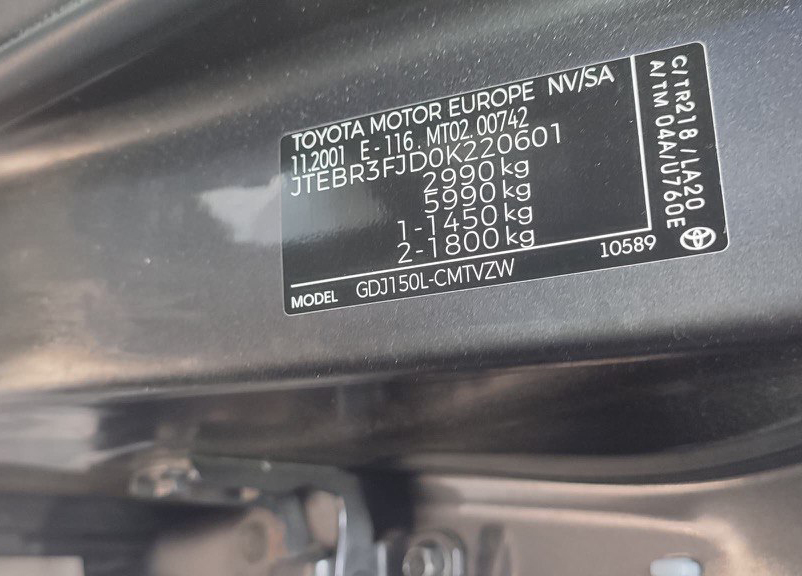 TOYOTA MOTOR EUROPE NV/SA
11.2001 E-116.MT02.00742
JTEBR3FJD0K220601
2990 kg
5990 kg
1-1450 kg
2-1800 kg
10589
MODEL GDJ150L-CMTVZW
C/TR218/LA20
A/TM 04A/U760E